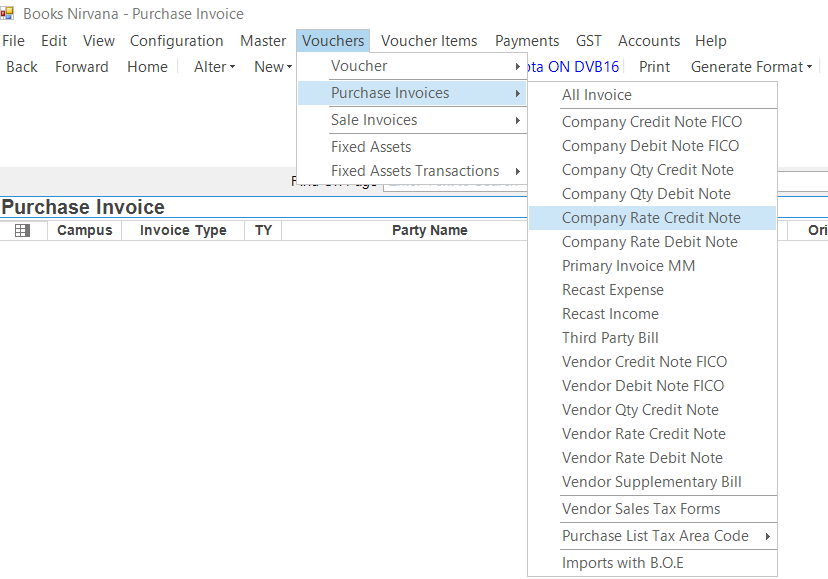 Books Nirvana - Purchase Invoice
File Edit View Configuration Master Vouchers Voucher Items Payments GST Accounts Help
Back Forward Home Alter New ON DVB16 Print Generate Format
Voucher
Purchase Invoices
Sale Invoices
Fixed Assets
Fixed Assets Transactions
All Invoice
Company Credit Note FICO
Company Debit Note FICO
Company Qty Credit Note
Company Qty Debit Note
Company Rate Credit Note
Company Rate Debit Note
Primary Invoice MM
Recast Expense
Recast Income
Third Party Bill
Vendor Credit Note FICO
Vendor Debit Note FICO
Vendor Qty Credit Note
Vendor Rate Credit Note
Vendor Rate Debit Note
Vendor Supplementary Bill
Vendor Sales Tax Forms
Purchase List Tax Area Code
Imports with B.O.E
Purchase Invoice
Campus Invoice Type TY Party Name Ori